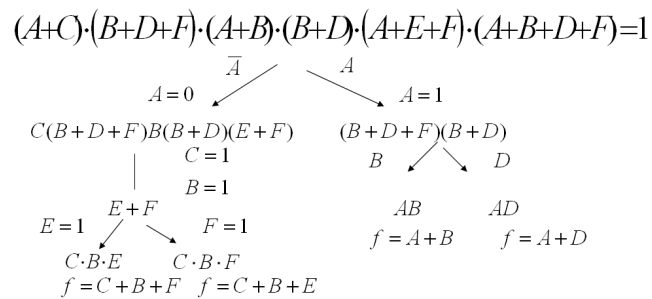 (A+C)·(B+D+F)·(A+B)·(B+D)·(A+E+F)·(A+B+D+F)=1
A̅ A
A=0 A=1
C(B+D+F)B(B+D)(E+F) (B+D+F)(B+D)
C=1 B D
B=1
E+F AB AD
E=1 F=1 f=A+B f=A+D
C·B·E C·B·F
f=C+B+F f=C+B+E